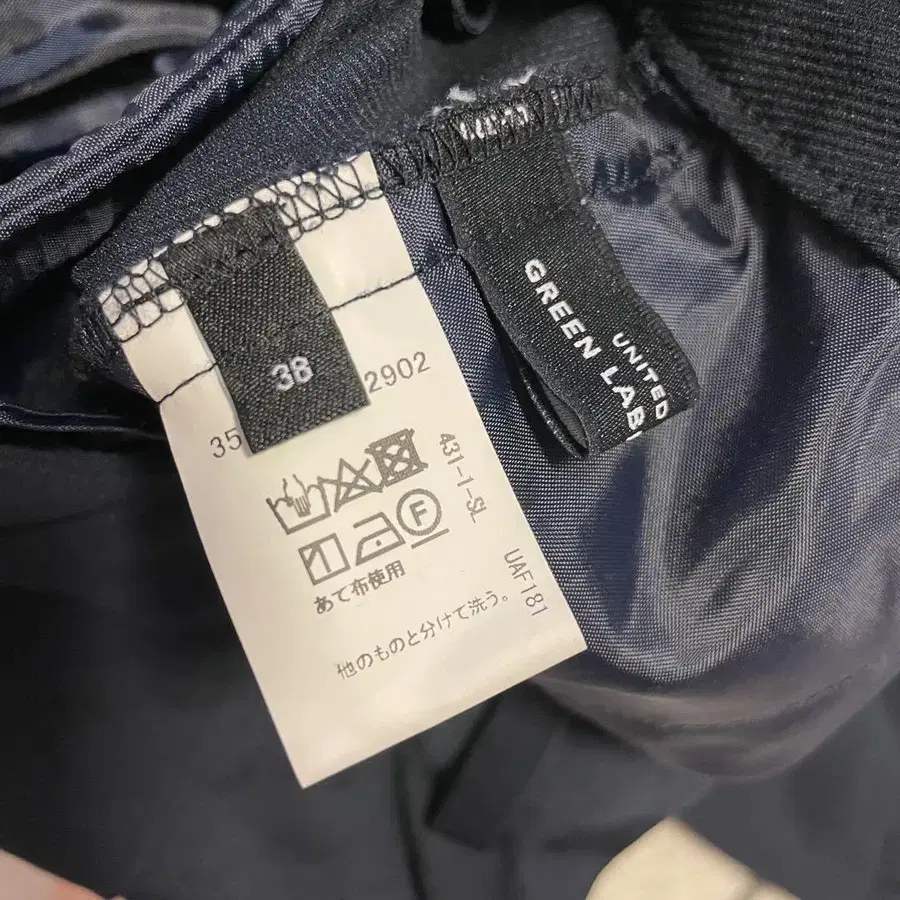 38
35
2902
431-1-SL
F
あて布使用
UAF181
他のものと分けて洗う。
UNITED
GREEN LAB